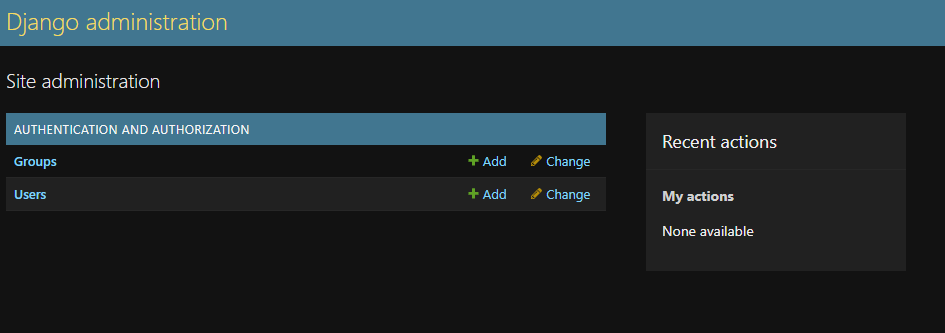 Django administration
Site administration
AUTHENTICATION AND AUTHORIZATION
Groups Add Change
Users Add Change
Recent actions
My actions
None available